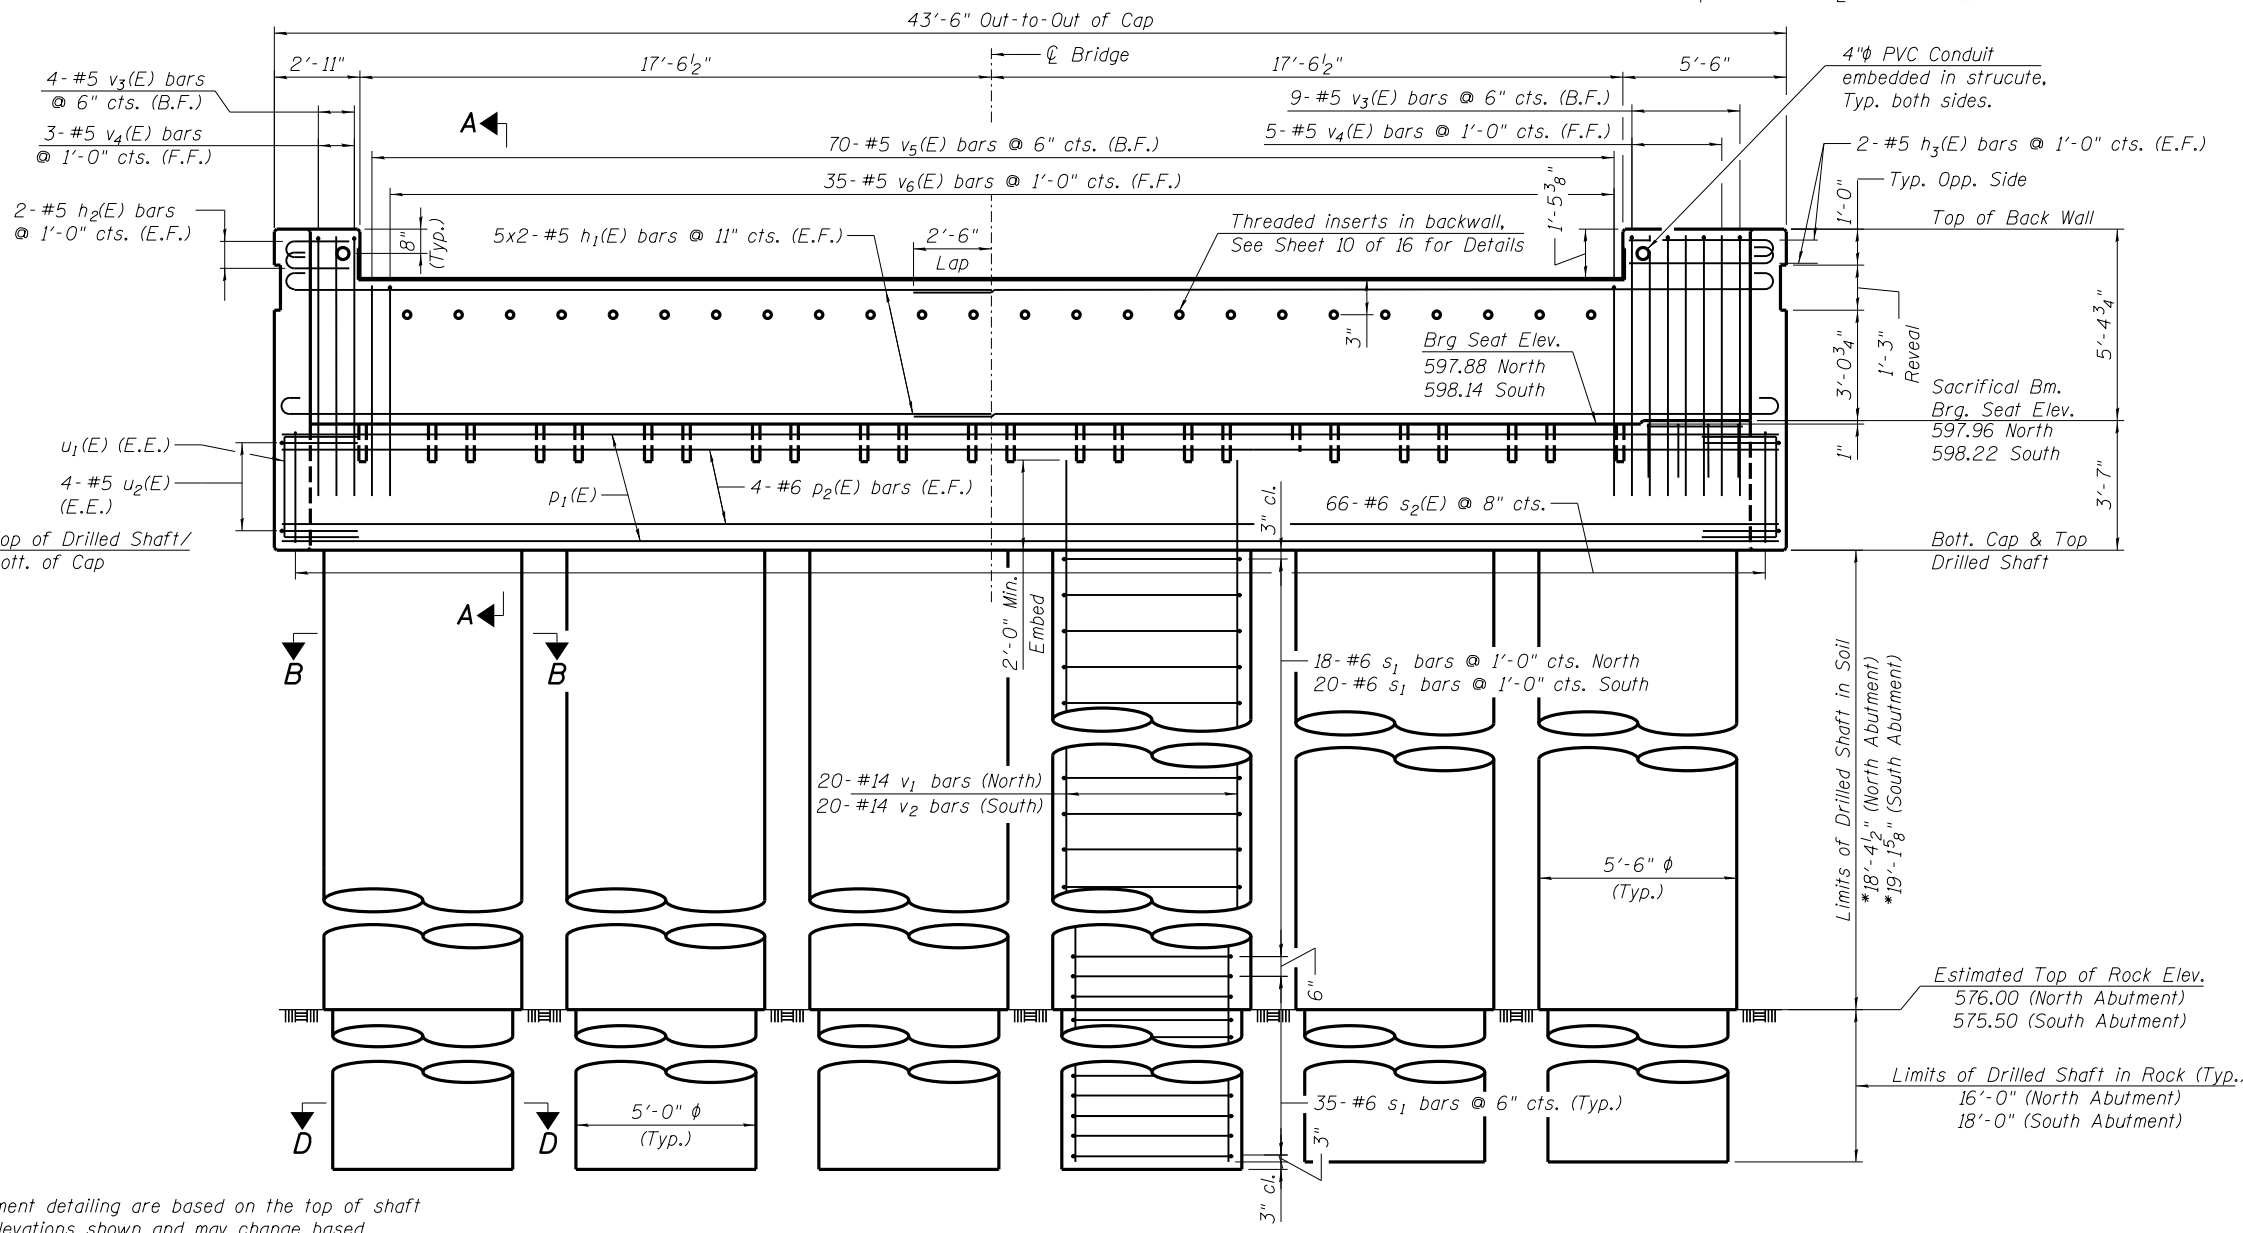 43'-6" Out-to-Out of Cap
℄ Bridge
2'-11"
17'-6½"
17'-6½"
5'-6"
4"ϕ PVC Conduit
embedded in strucute,
Typ. both sides.
4-#5 v3(E) bars
@ 6" cts. (B.F.)
3-#5 v4(E) bars
@ 1'-0" cts. (F.F.)
A
9-#5 v3(E) bars @ 6" cts. (B.F.)
5-#5 v4(E) bars @ 1'-0" cts. (F.F.)
70-#5 v5(E) bars @ 6" cts. (B.F.)
35-#5 v6(E) bars @ 1'-0" cts. (F.F.)
2-#5 h3(E) bars @ 1'-0" cts. (E.F.)
Typ. Opp. Side
1'-0"
Top of Back Wall
2-#5 h2(E) bars
@ 1'-0" cts. (E.F.)
8"
(Typ.)
5x2-#5 h1(E) bars @ 11" cts. (E.F.)
2'-6"
Lap
Threaded inserts in backwall,
See Sheet 10 of 16 for Details
1'-5⅜"
3"
Brg Seat Elev.
597.88 North
598.14 South
3'-0¾"
1'-3"
Reveal
5'-4¾"
Sacrifical Bm.
Brg. Seat Elev.
597.96 North
598.22 South
1"
3'-7"
u1(E) (E.E.)
4-#5 u2(E)
(E.E.)
p1(E)
4-#6 p2(E) bars (E.F.)
3" cl.
66-#6 s2(E) @ 8" cts.
op of Drilled Shaft/
ott. of Cap
Bott. Cap & Top
Drilled Shaft
A
2'-0" Min.
Embed
B
B
18-#6 s1 bars @ 1'-0" cts. North
20-#6 s1 bars @ 1'-0" cts. South
Limits of Drilled Shaft in Soil
*18'-4½" (North Abutment)
*19'-1⅝" (South Abutment)
20-#14 v1 bars (North)
20-#14 v2 bars (South)
5'-6" ϕ
(Typ.)
6"
Estimated Top of Rock Elev.
576.00 (North Abutment)
575.50 (South Abutment)
Limits of Drilled Shaft in Rock (Typ.)
16'-0" (North Abutment)
18'-0" (South Abutment)
D
D
5'-0" ϕ
(Typ.)
35-#6 s1 bars @ 6" cts. (Typ.)
3"
3" cl.
ment detailing are based on the top of shaft
levations shown and may change based